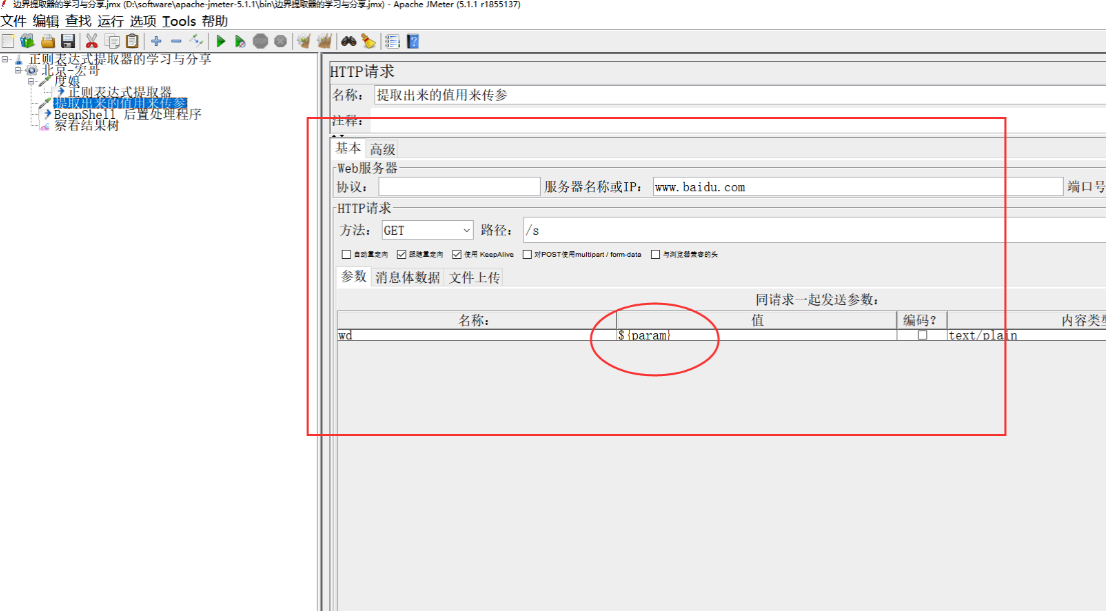 边界提取器的学习与分享.jmx (D:\software\apache-jmeter-5.1.1\bin\边界提取器的学习与分享.jmx) - Apache JMeter (5.1.1 r1855137)
文件 编辑 查找 运行 选项 Tools 帮助
正则表达式提取器的学习与分享
北京-宏哥
度娘
正则表达式提取器
提取出来的值用来传参
BeanShell 后置处理程序
察看结果树
HTTP请求
名称: 提取出来的值用来传参
注释:
基本 高级
Web服务器
协议: 服务器名称或IP: www.baidu.com 端口号
HTTP请求
方法: GET 路径: /s
自动重定向 跟随重定向 使用 KeepAlive 对POST使用multipart / form-data 与浏览器兼容的头
参数 消息体数据 文件上传
同请求一起发送参数:
名称: 值 编码? 内容类型
wd ${param} text/plain